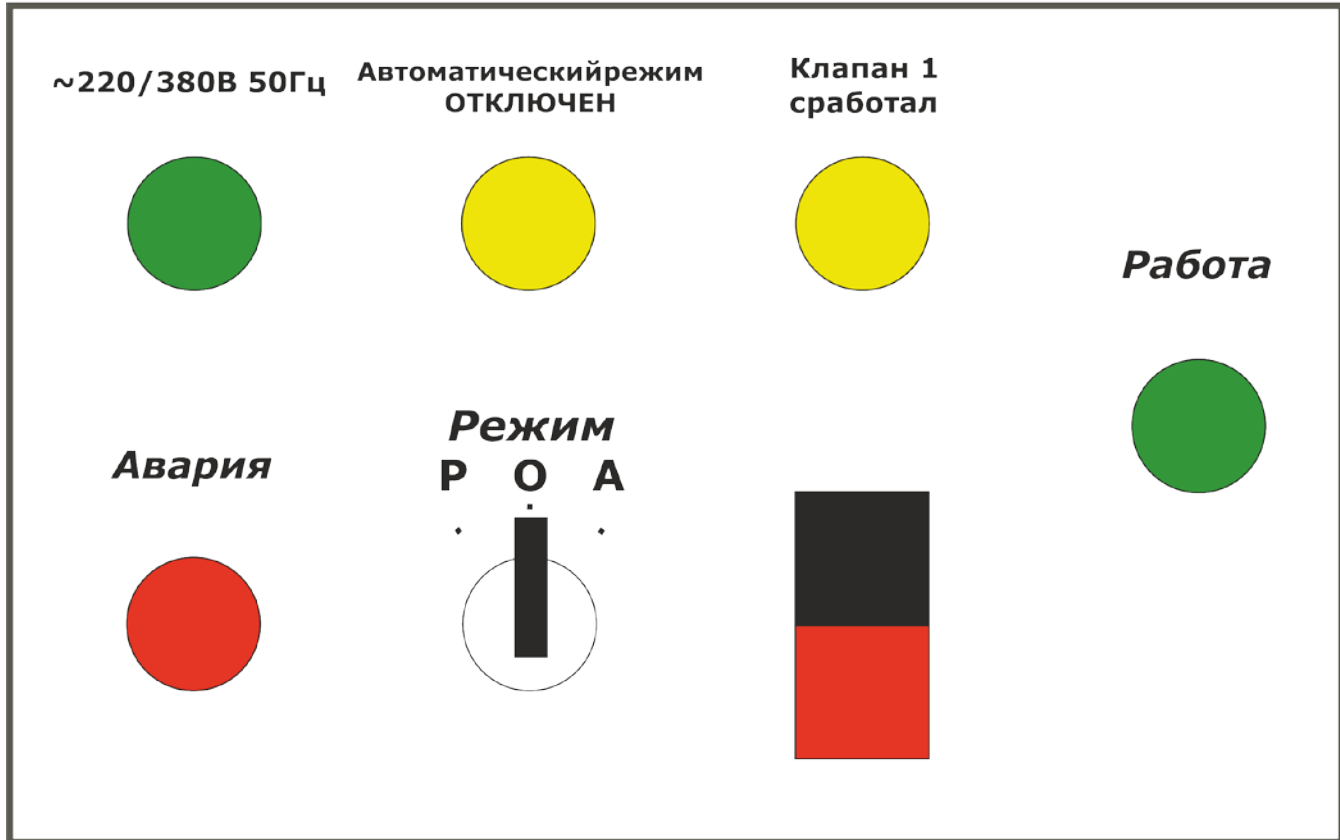 ~220/380В 50Гц
Автоматическийрежим
ОТКЛЮЧЕН
Клапан 1
сработал
Работа
Авария
Режим
Р О А